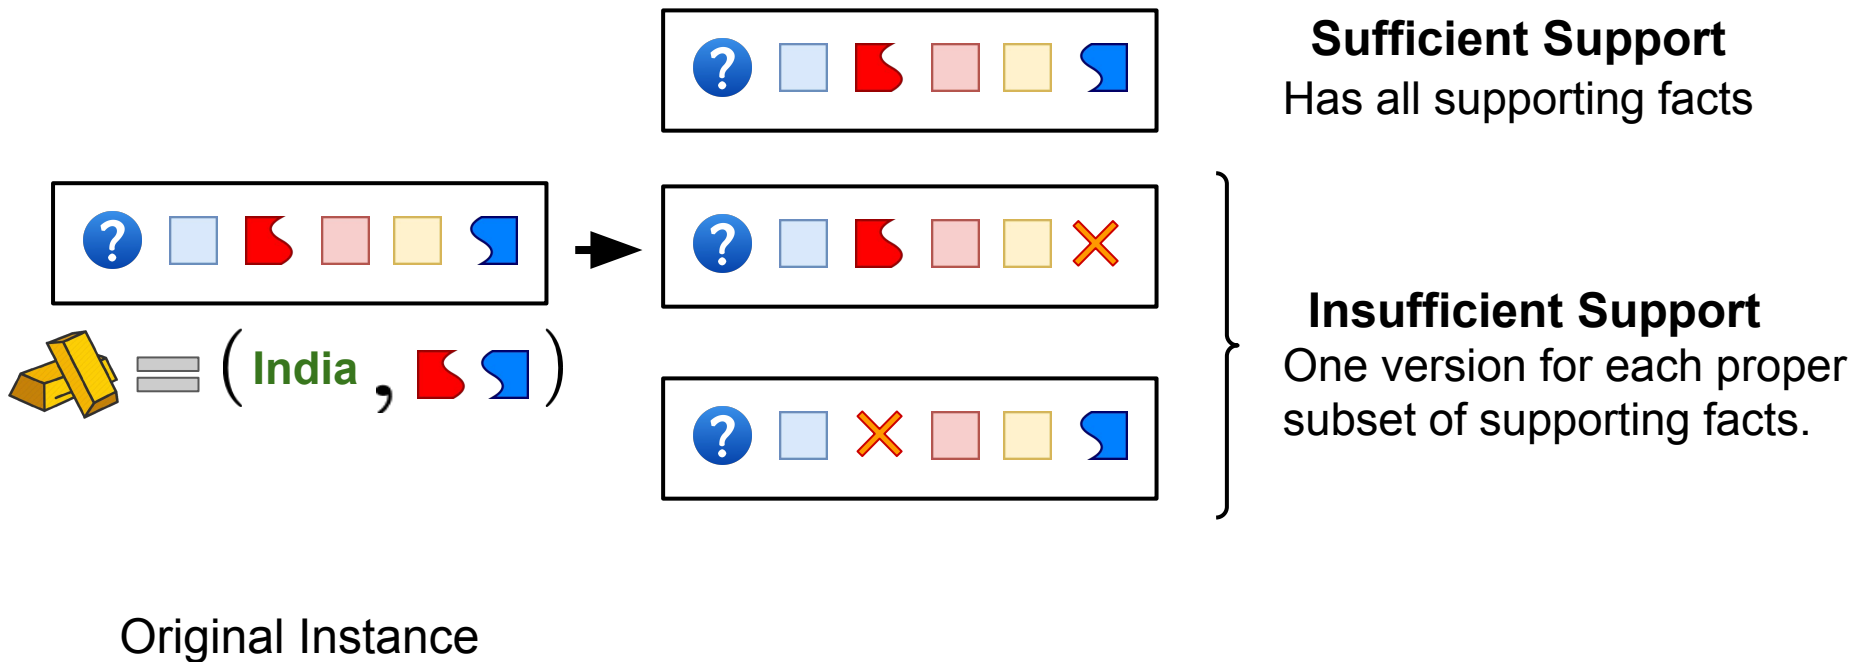 Sufficient Support
Has all supporting facts
?
?
?
?
= ( India , )
Insufficient Support
One version for each proper
subset of supporting facts.
Original Instance